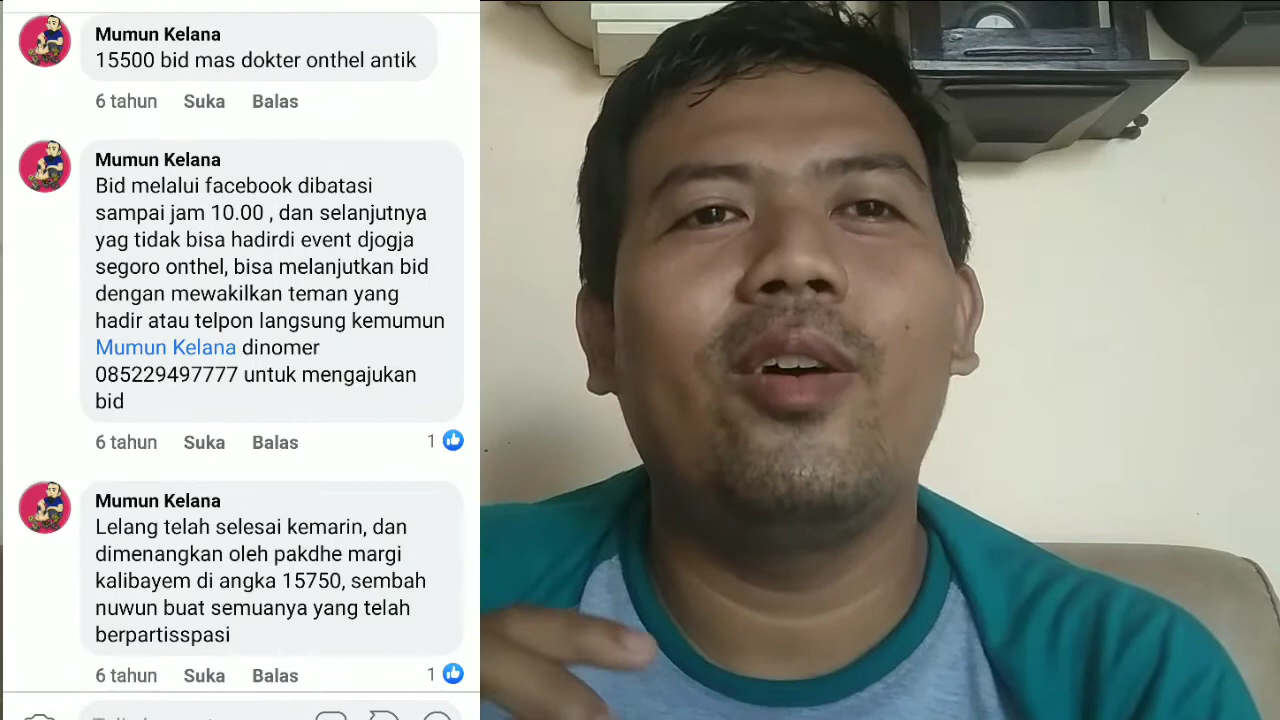 Mumun Kelana
15500 bid mas dokter onthel antik
6 tahun Suka Balas
Mumun Kelana
Bid melalui facebook dibatasi
sampai jam 10.00 , dan selanjutnya
yag tidak bisa hadirdi event djogja
segoro onthel, bisa melanjutkan bid
dengan mewakilkan teman yang
hadir atau telpon langsung kemumun
Mumun Kelana dinomer
085229497777 untuk mengajukan
bid
6 tahun Suka Balas 1
Mumun Kelana
Lelang telah selesai kemarin, dan
dimenangkan oleh pakdhe margi
kalibayem di angka 15750, sembah
nuwun buat semuanya yang telah
berpartisspasi
6 tahun Suka Balas 1